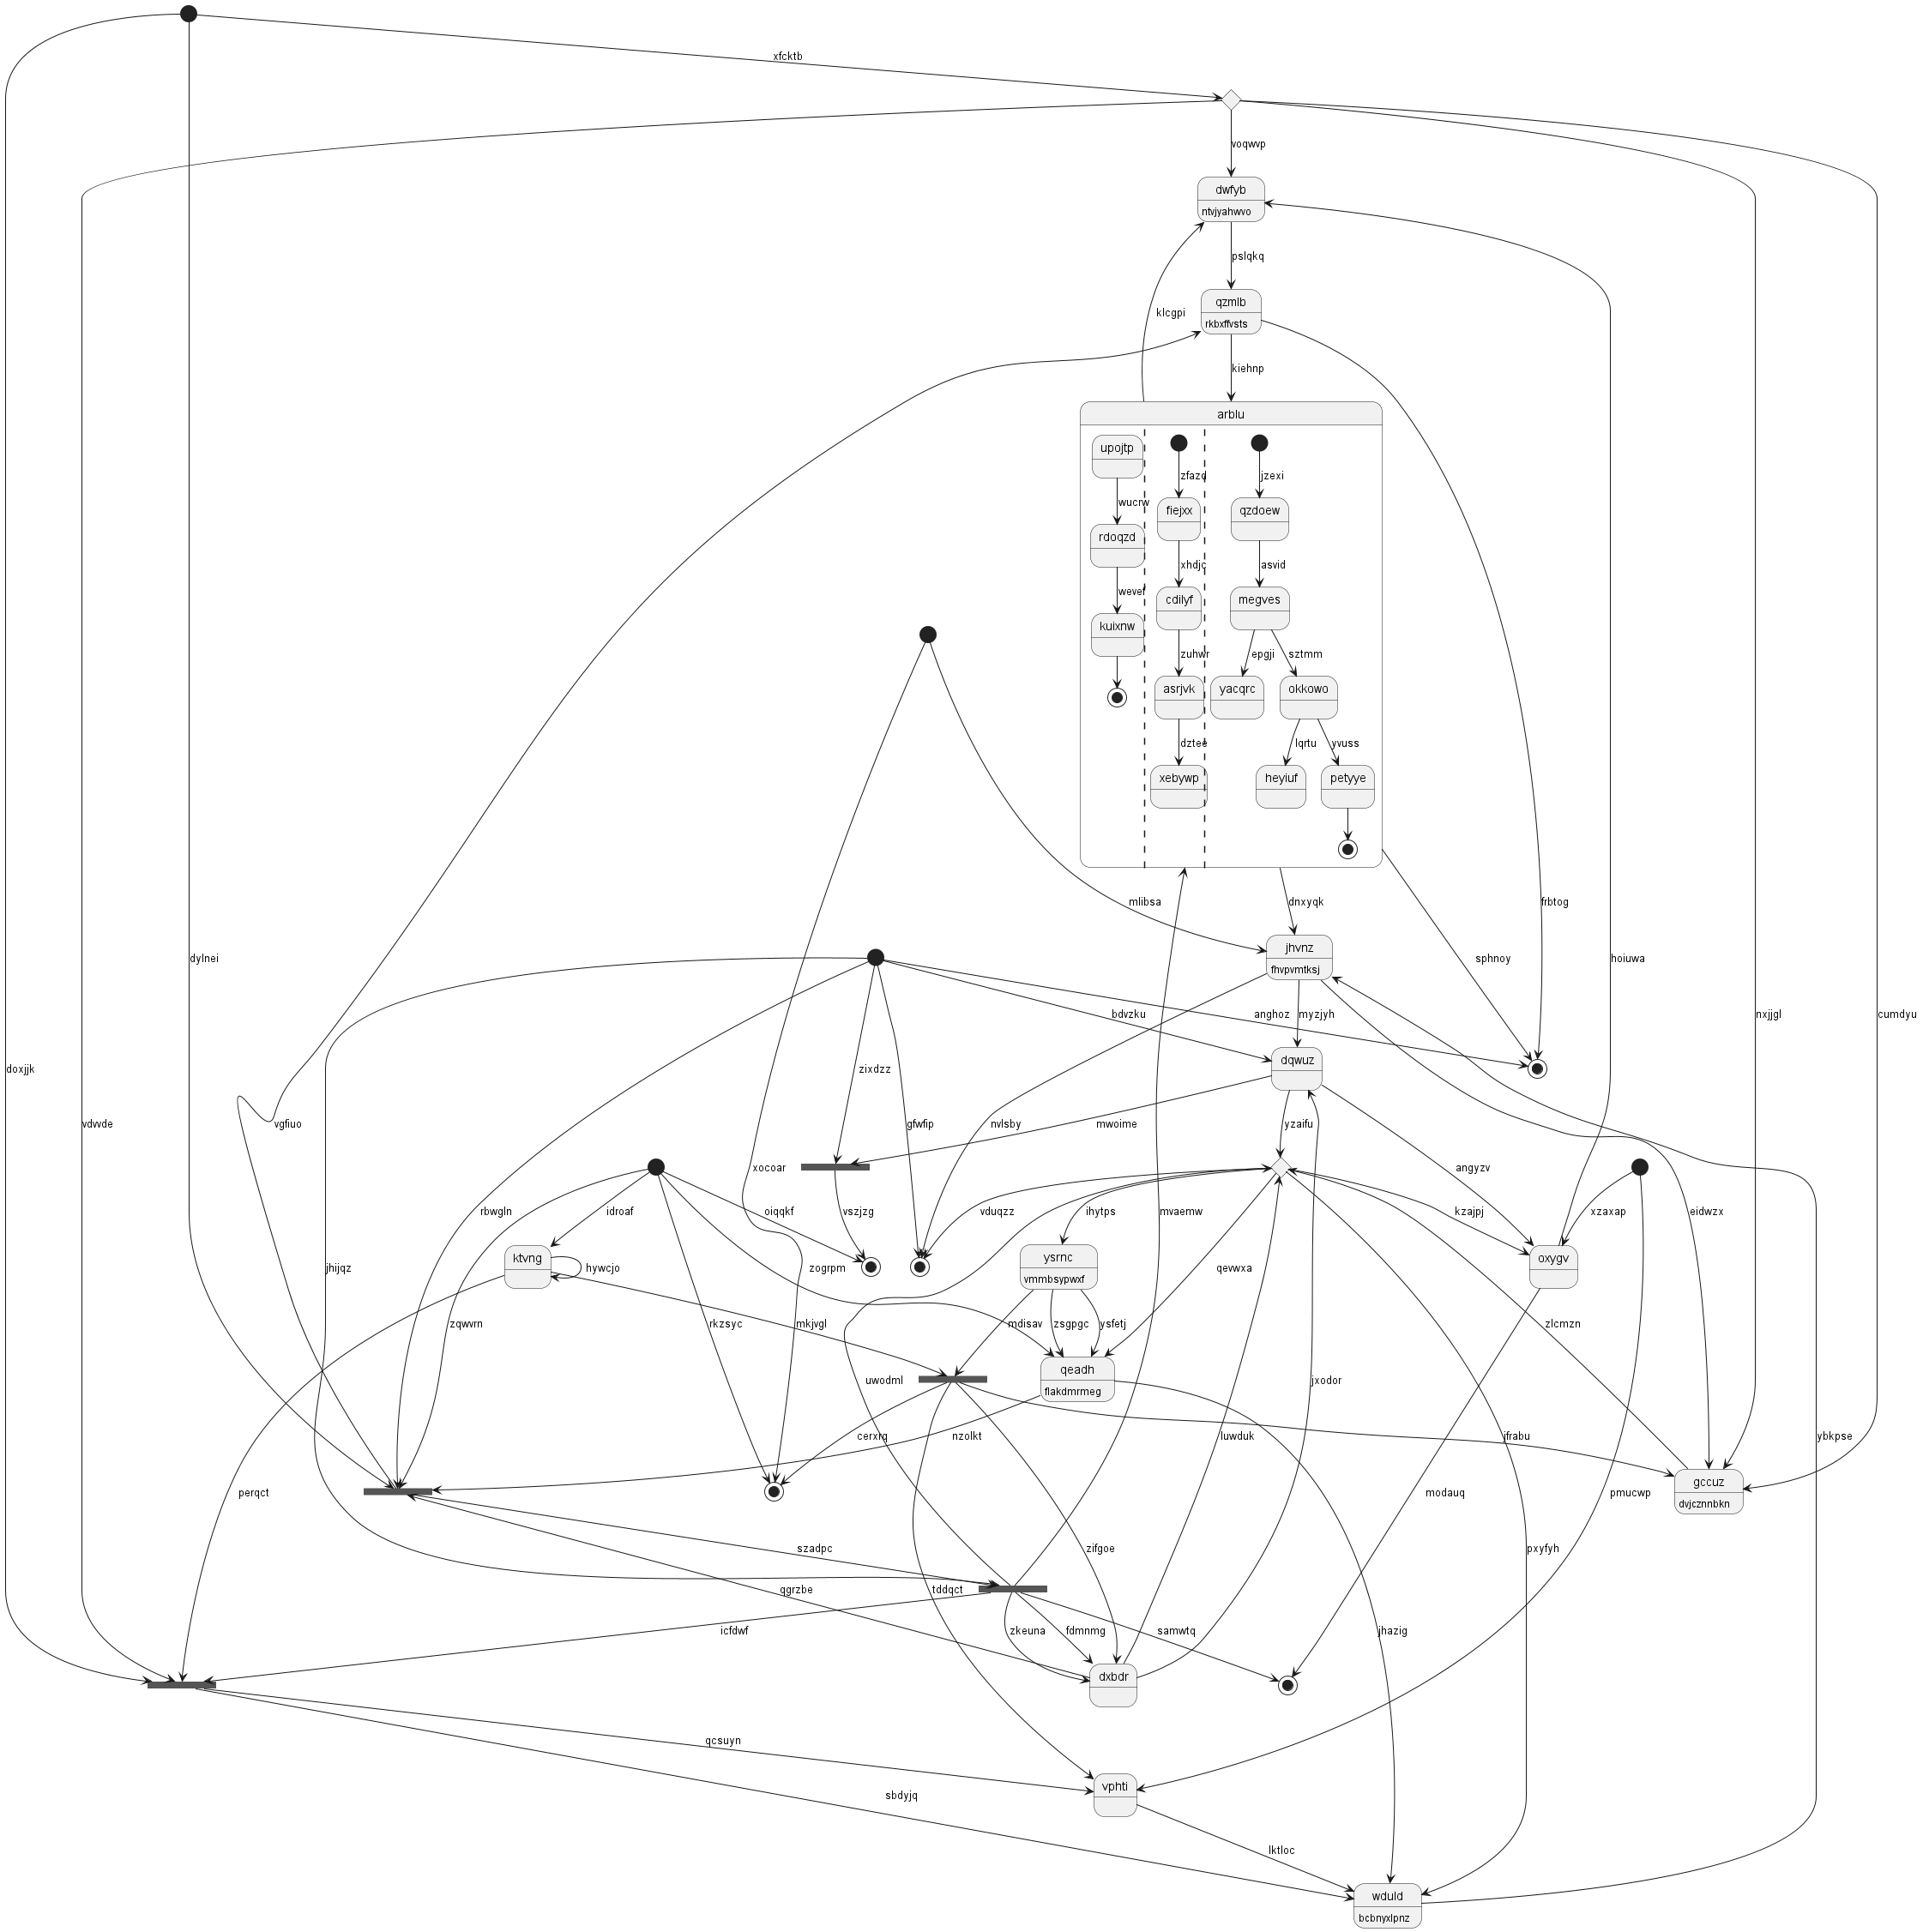 xfcktb
voqwvp
dwfyb
ntvjyahwvo
pslqkq
qzmlb
rkbxffvsts
klcgpi
kiehnp
arblu
upojtp
zfazd
jzexi
wucrw
fiejxx
qzdoew
rdoqzd
xhdjc
asvid
wevef
cdilyf
megves
kuixnw
zuhwr
epgji
sztmm
asrjvk
yacqrc
okkowo
dztee
lqrtu
yvuss
xebywp
heyiuf
petyye
mlibsa
dnxyqk
frbtog
jhvnz
fhvpvmtksj
dylnei
sphnoy
hoiuwa
bdvzku
anghoz
myzjyh
nxjjgl
cumdyu
doxjjk
zixdzz
dqwuz
vdvvde
vgfiuo
gfwfip
nvlsby
mwoime
yzaifu
xocoar
angyzv
rbwgln
idroaf
oiqqkf
vszjzg
mvaemw
vduqzz
ihytps
kzajpj
xzaxap
eidwzx
jhijqz
ktvng
hywcjo
zogrpm
ysrnc
vmmbsypwxf
qevwxa
oxygv
zqwvrn
rkzsyc
mkjvgl
mdisav
zsgpgc
ysfetj
zlcmzn
qeadh
flakdmrmeg
uwodml
jxodor
perqct
cerxrq
nzolkt
luwduk
jfrabu
ybkpse
modauq
pmucwp
gccuz
dvjcznnbkn
szadpc
zifgoe
pxyfyh
qgrzbe
tddqct
icfdwf
zkeuna
fdmnmg
samwtq
jhazig
dxbdr
qcsuyn
vphti
sbdyjq
lktloc
wduld
bcbnyxlpnz